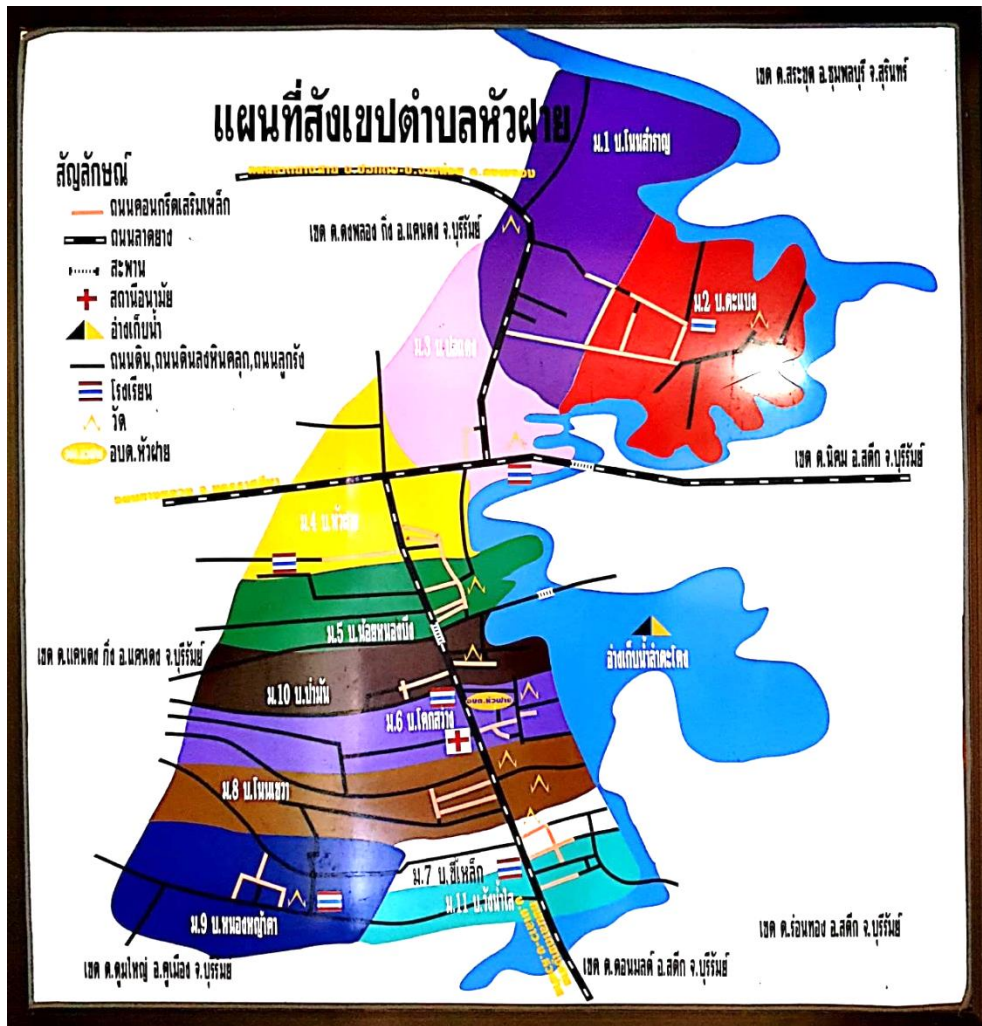 เขต ต.สระขุด อ.ชุมพลบุรี จ.สุรินทร์
แผนที่สังเขปตำบลหัวฝาย
ม.1 บ.โนนสำราญ
สัญลักษณ์
ถนนคอนกรีตเสริมเหล็ก
ถนนลาดยาง
สะพาน
สถานีอนามัย
อ่างเก็บน้ำ
ถนนดิน,ถนนดินลงหินคลุก,ถนนลูกรัง
โรงเรียน
วัด
อบต.หัวฝาย
เขต ต.ดงพลอง กิ่ง อ.แคนดง จ.บุรีรัมย์
ม.2 บ.ตะแบง
ม.3
เขต ต.นิคม อ.สตึก จ.บุรีรัมย์
ม.4 บ.หัวฝาย
ม.5 บ.น้อยหนองบึง
เขต ต.แคนดง กิ่ง อ.แคนดง จ.บุรีรัมย์
อ่างเก็บน้ำลำตะโคง
ม.10 บ.ป่ามัน
ม.6 บ.โคกสว่าง
อบต.หัวฝาย
ม.8 บ.โนนเขวา
ม.7 บ.ขี้เหล็ก
ม.11 บ.วังน้ำใส
ม.9 บ.หนองหญ้าคา
เขต ต.ร่อนทอง อ.สตึก จ.บุรีรัมย์
เขต ต.ตูมใหญ่ อ.คูเมือง จ.บุรีรัมย์
เขต ต.ดอนมนต์ อ.สตึก จ.บุรีรัมย์